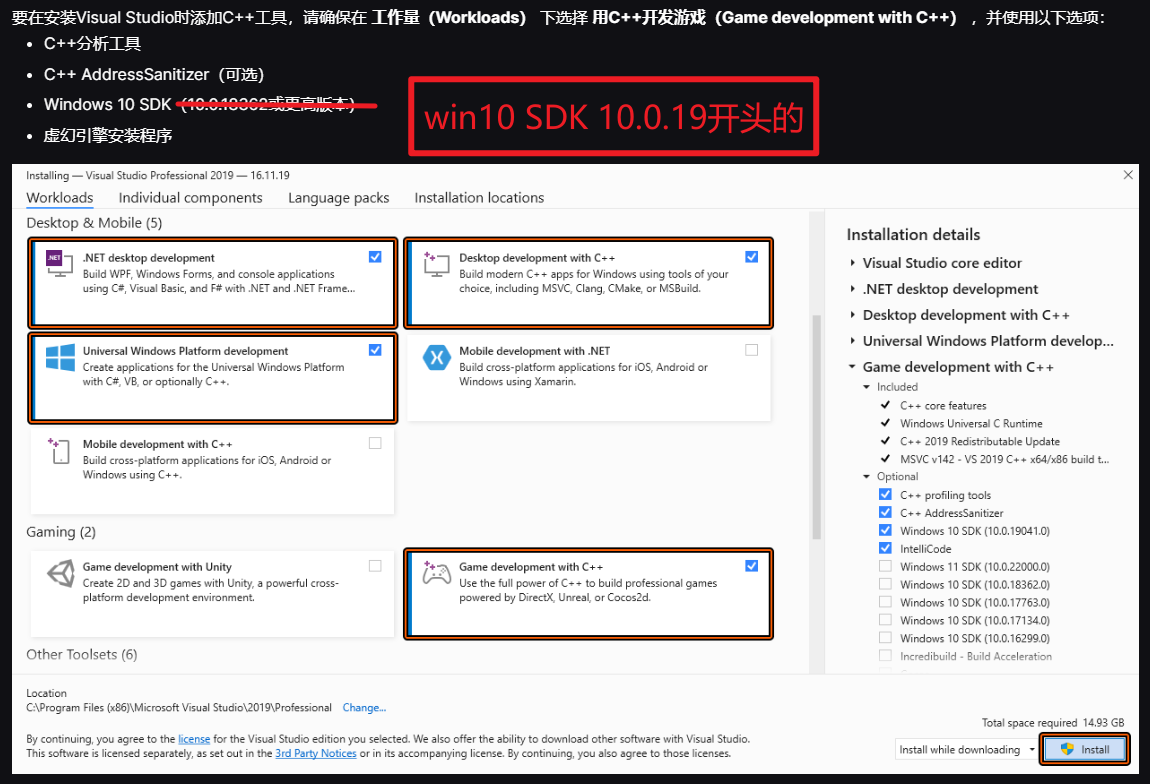 要在安装Visual Studio时添加C++工具，请确保在 工作量（Workloads） 下选择 用C++开发游戏（Game development with C++） ，并使用以下选项：
• C++分析工具
• C++ AddressSanitizer（可选）
• Windows 10 SDK （10.0.18362或更高版本）
• 虚幻引擎安装程序
win10 SDK 10.0.19开头的
Installing — Visual Studio Professional 2019 — 16.11.19
Workloads Individual components Language packs Installation locations
Desktop & Mobile (5)
.NET
.NET desktop development
Build WPF, Windows Forms, and console applications
using C#, Visual Basic, and F# with .NET and .NET Frame...
Desktop development with C++
Build modern C++ apps for Windows using tools of your
choice, including MSVC, Clang, CMake, or MSBuild.
Universal Windows Platform development
Create applications for the Universal Windows Platform
with C#, VB, or optionally C++.
Mobile development with .NET
Build cross-platform applications for iOS, Android or
Windows using Xamarin.
Mobile development with C++
Build cross-platform applications for iOS, Android or
Windows using C++.
Gaming (2)
Game development with Unity
Create 2D and 3D games with Unity, a powerful cross-
platform development environment.
Game development with C++
Use the full power of C++ to build professional games
powered by DirectX, Unreal, or Cocos2d.
Other Toolsets (6)
Installation details
Visual Studio core editor
.NET desktop development
Desktop development with C++
Universal Windows Platform develop...
Game development with C++
Included
C++ core features
Windows Universal C Runtime
C++ 2019 Redistributable Update
MSVC v142 - VS 2019 C++ x64/x86 build t...
Optional
C++ profiling tools
C++ AddressSanitizer
Windows 10 SDK (10.0.19041.0)
IntelliCode
Windows 11 SDK (10.0.22000.0)
Windows 10 SDK (10.0.18362.0)
Windows 10 SDK (10.0.17763.0)
Windows 10 SDK (10.0.17134.0)
Windows 10 SDK (10.0.16299.0)
Incredibuild - Build Acceleration
Location
C:\Program Files (x86)\Microsoft Visual Studio\2019\Professional Change...
By continuing, you agree to the license for the Visual Studio edition you selected. We also offer the ability to download other software with Visual Studio.
This software is licensed separately, as set out in the 3rd Party Notices or in its accompanying license. By continuing, you also agree to those licenses.
Total space required 14.93 GB
Install while downloading Install